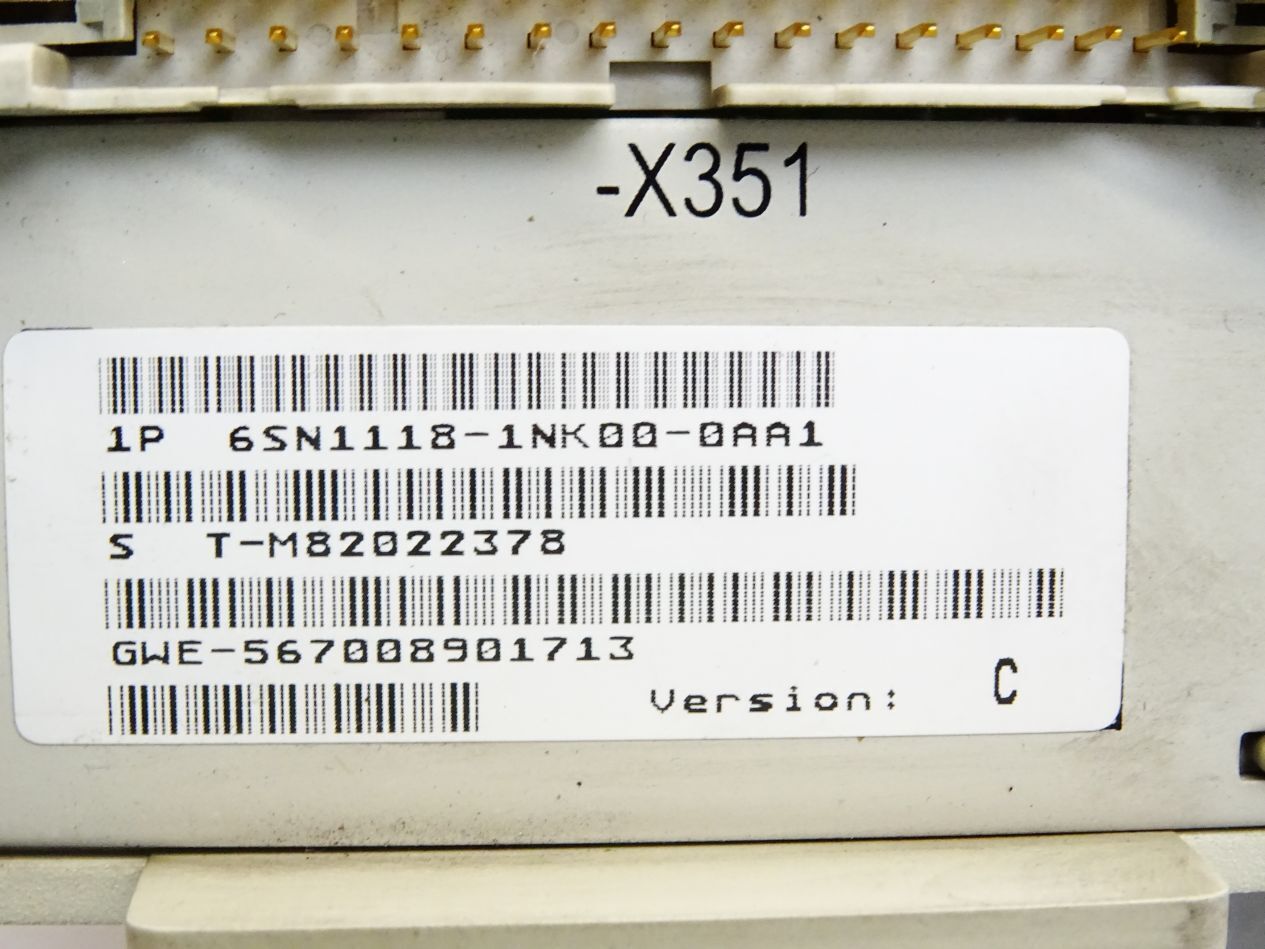 -X351
1P 6SN1118-1NK00-0AA1
S T-M82022378
GWE-567008901713
Version: C